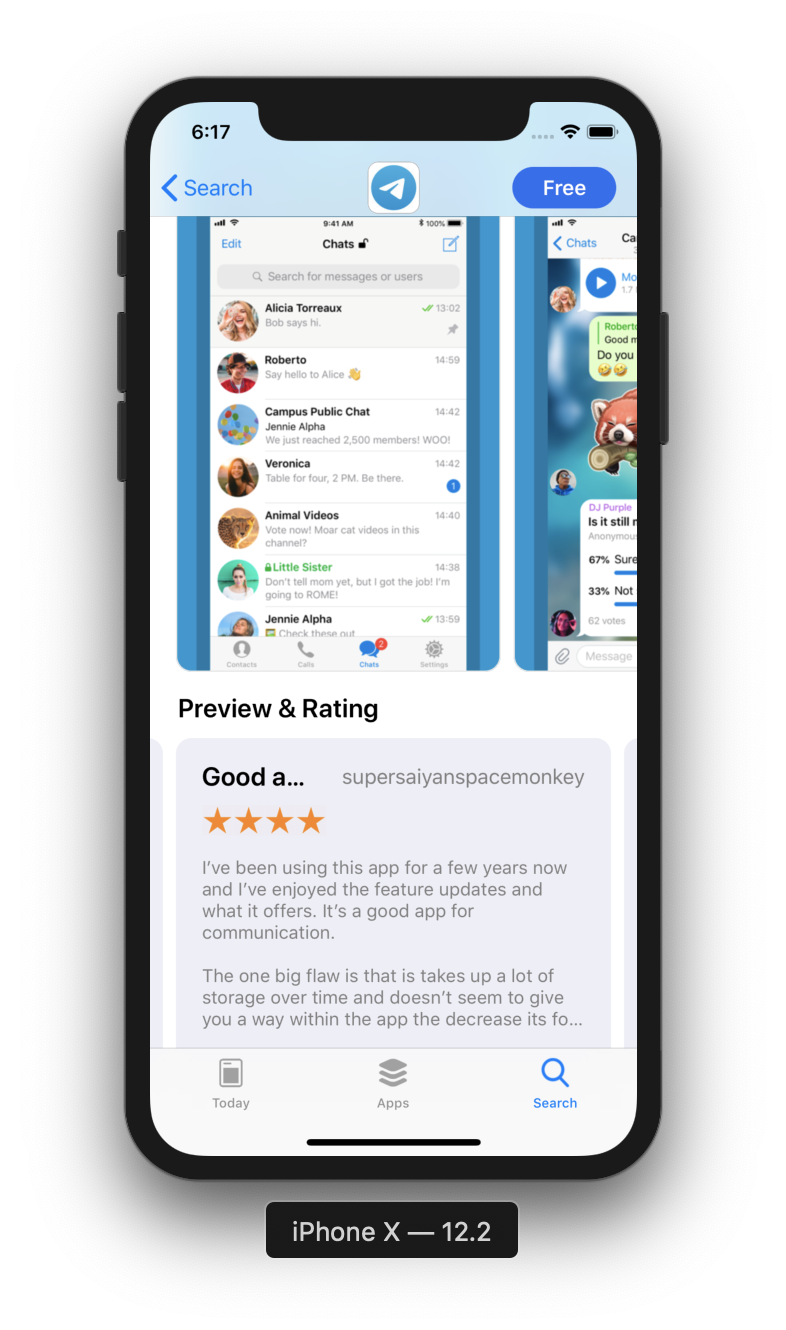 6:17
Search
Free
9:41 AM
100%
Edit
Chats
Search for messages or users
Alicia Torreaux
13:02
Bob says hi.
Roberto
14:59
Say hello to Alice 👋
Campus Public Chat
14:42
Jennie Alpha
We just reached 2,500 members! WOO!
Veronica
14:42
Table for four, 2 PM. Be there.
1
Animal Videos
14:40
Vote now! Moar cat videos in this
channel?
Little Sister
14:38
Don't tell mom yet, but I got the job! I'm
going to ROME!
Jennie Alpha
13:59
Check these out
2
Contacts
Calls
Chats
Settings
Chats
Ca
Mo
1.7
Roberto
Good m
Do you
🤣🤣
DJ Purple
Is it still r
Anonymous
67% Sure
33% Not
62 votes
Message
Preview & Rating
Good a...
supersaiyanspacemonkey
★★★★
I've been using this app for a few years now
and I've enjoyed the feature updates and
what it offers. It's a good app for
communication.
The one big flaw is that is takes up a lot of
storage over time and doesn't seem to give
you a way within the app the decrease its fo...
Today
Apps
Search
iPhone X — 12.2